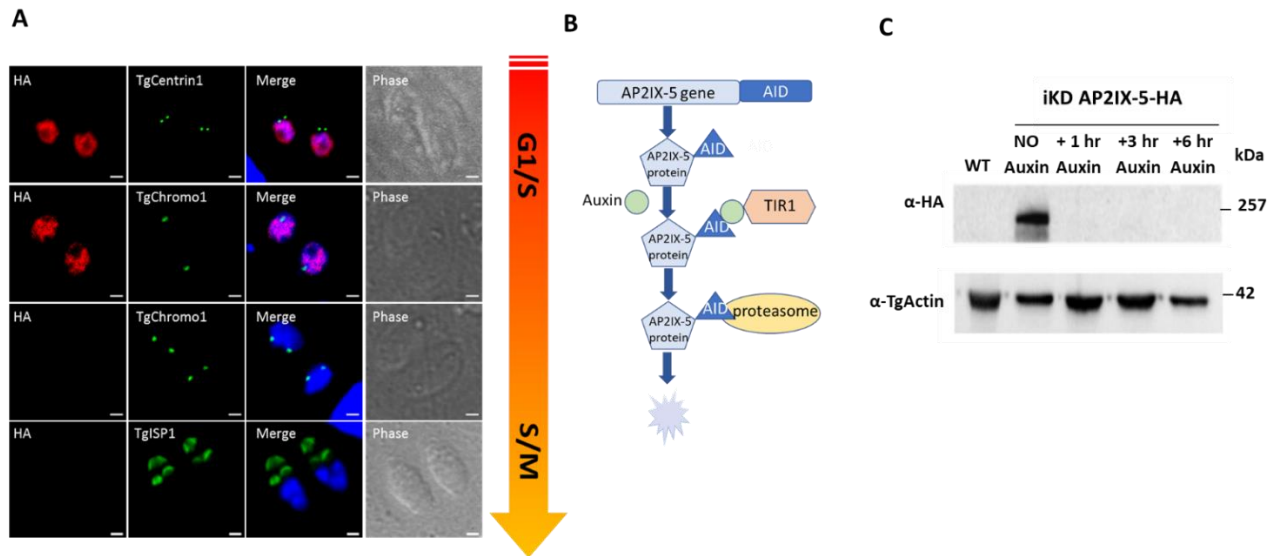 A
HA TgCentrin1 Merge Phase
HA TgChromo1 Merge Phase
HA TgChromo1 Merge Phase
HA TgISP1 Merge Phase
G1/S
S/M
B
AP2IX-5 gene AID
AP2IX-5
protein
AID
Auxin
AP2IX-5
protein
AID
TIR1
AP2IX-5
protein
AID
proteasome
C
iKD AP2IX-5-HA
NO + 1 hr +3 hr +6 hr
WT Auxin Auxin Auxin Auxin
kDa
α-HA
257
α-TgActin
42